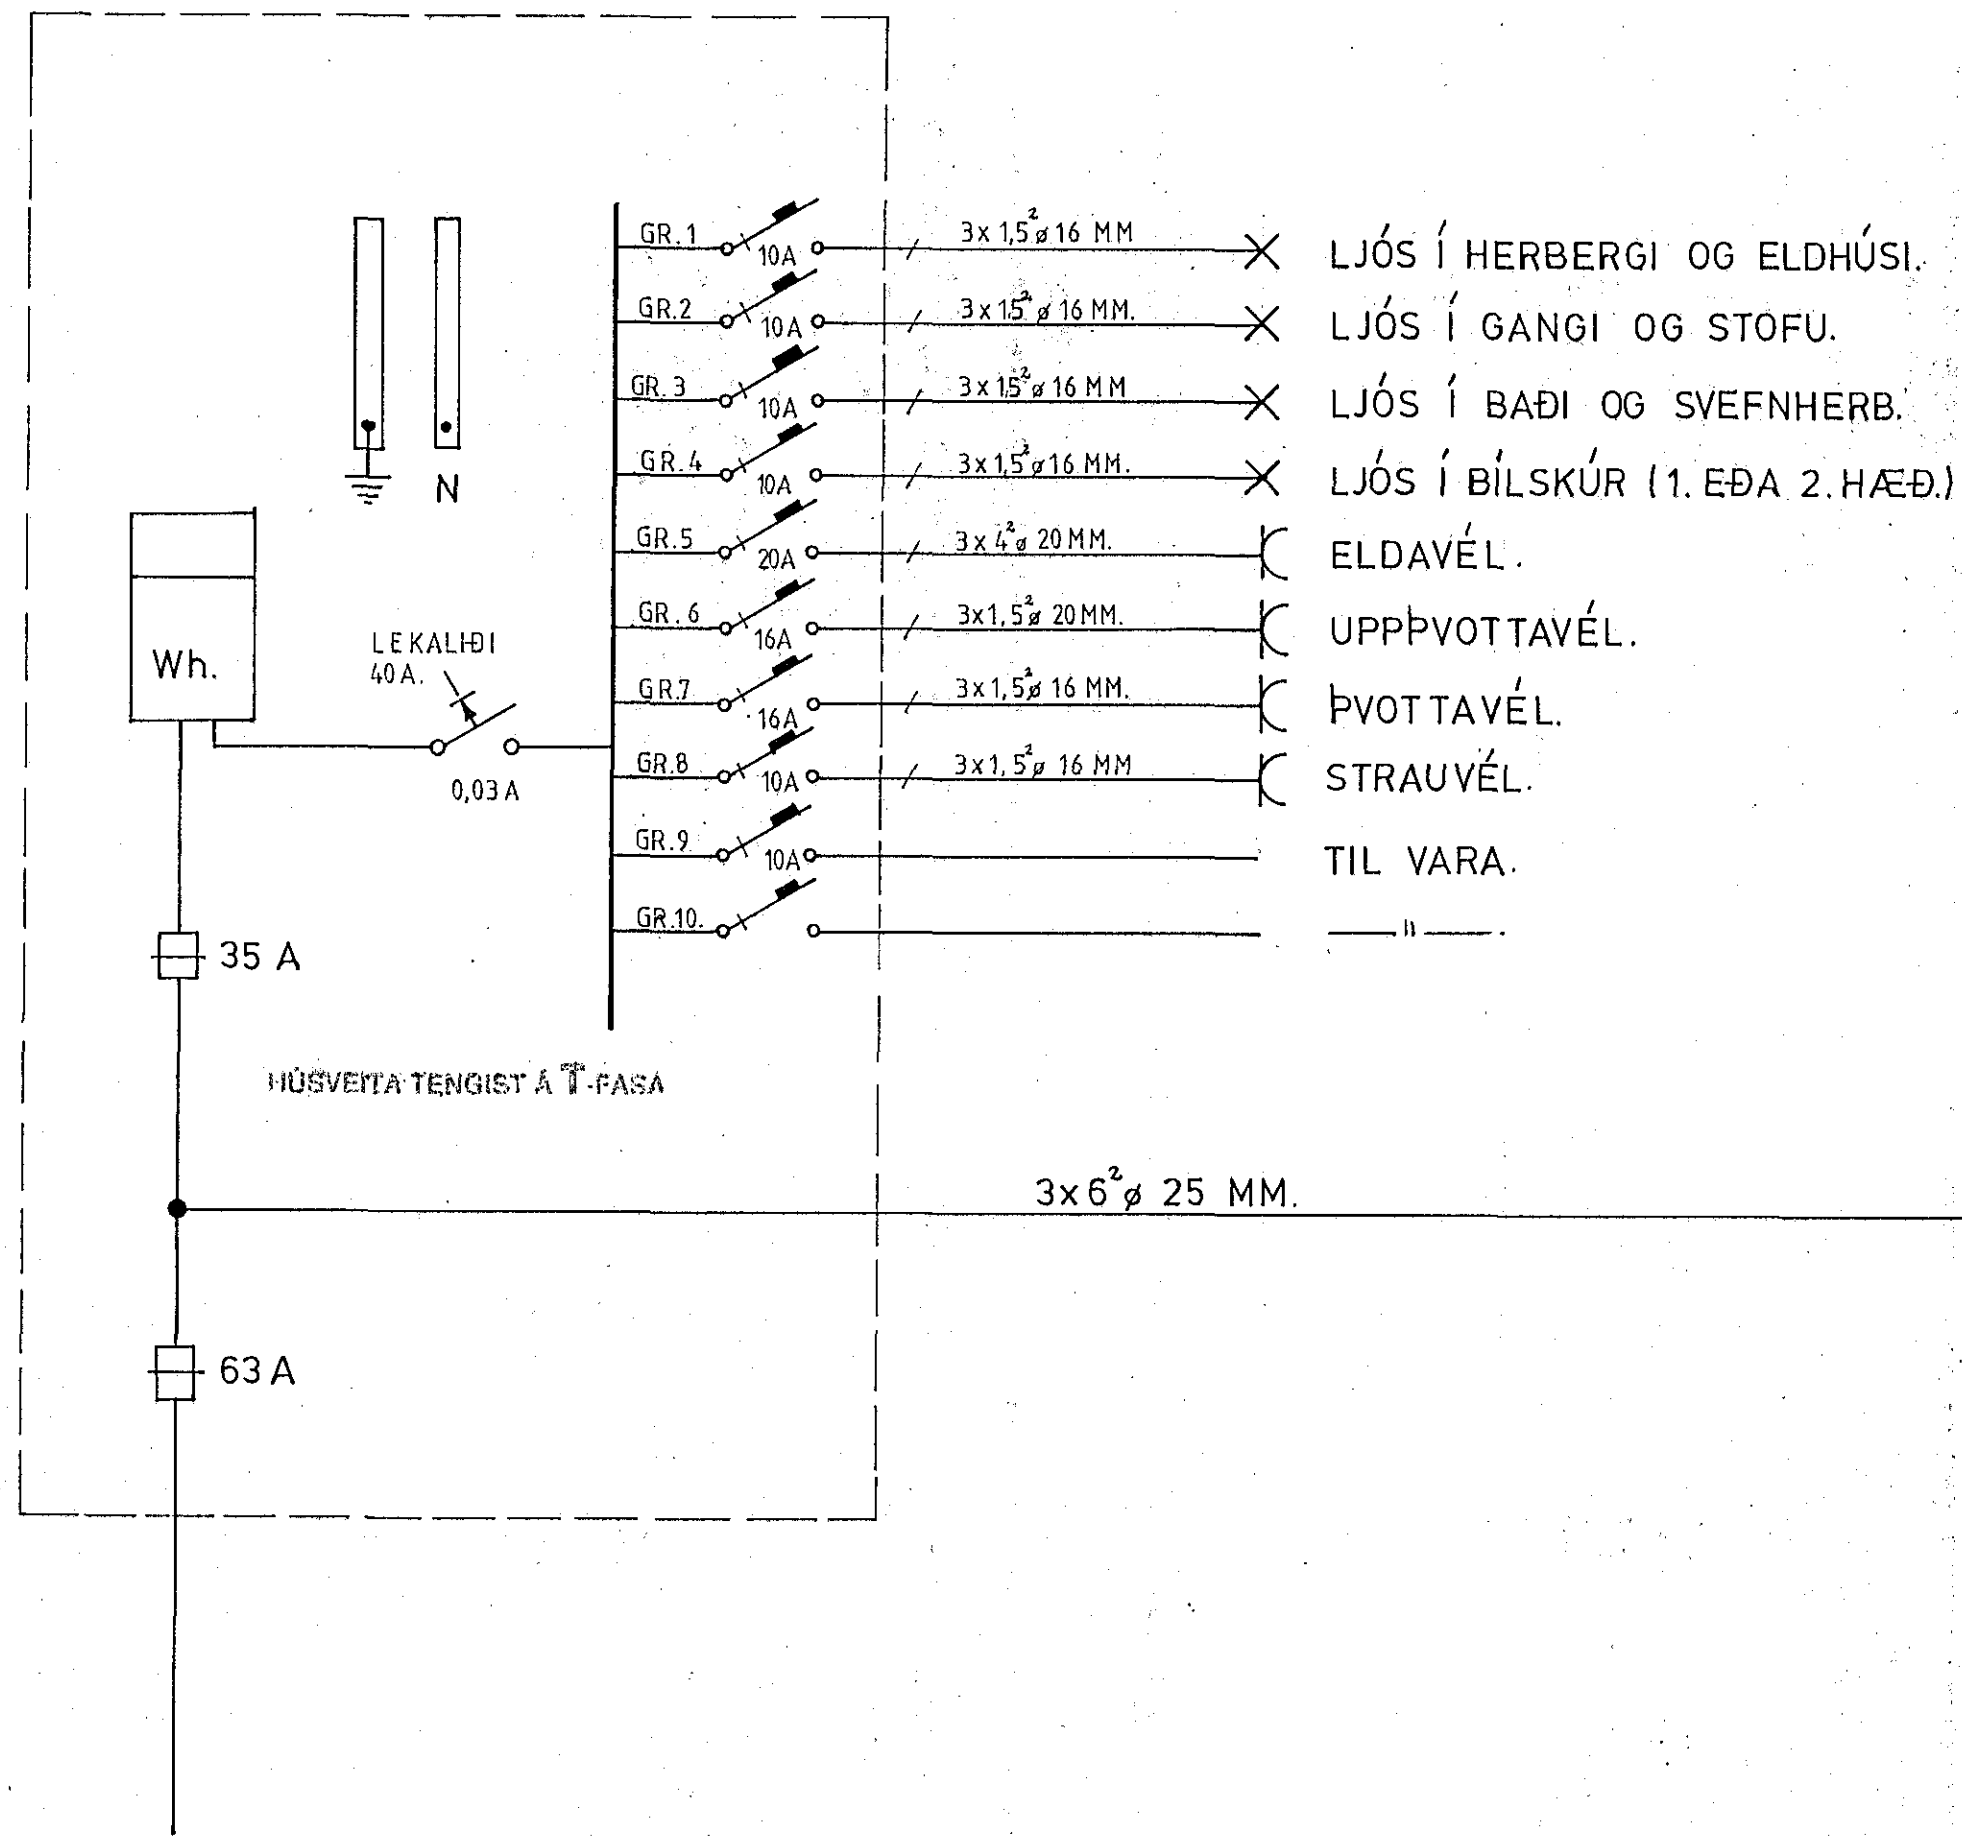 GR.1 10A 3x1,5² ø 16 MM LJÓS Í HERBERGI OG ELDHÚSI.
GR.2 10A 3x15² ø 16 MM. LJÓS Í GANGI OG STOFU.
GR.3 10A 3x1,5² ø 16 MM LJÓS Í BAÐI OG SVEFNHERB.
GR.4 10A 3x1,5² ø 16 MM. LJÓS Í BÍLSKÚR (1. EÐA 2. HÆÐ.)
N
GR.5 20A 3x4² ø 20 MM. ELDAVÉL.
GR.6 16A 3x1,5² ø 20 MM. UPPÞVOTTAVÉL.
Wh.
LEKALIÐI
40 A.
GR.7 16A 3x1,5² ø 16 MM. ÞVOTTAVÉL.
0,03 A
GR.8 10A 3x1,5² ø 16 MM STRAUVÉL.
GR.9 10A TIL VARA.
GR.10. —— " ——.
35 A
HÚSVEITA TENGIST Á T-FASA
3x6² ø 25 MM.
63 A